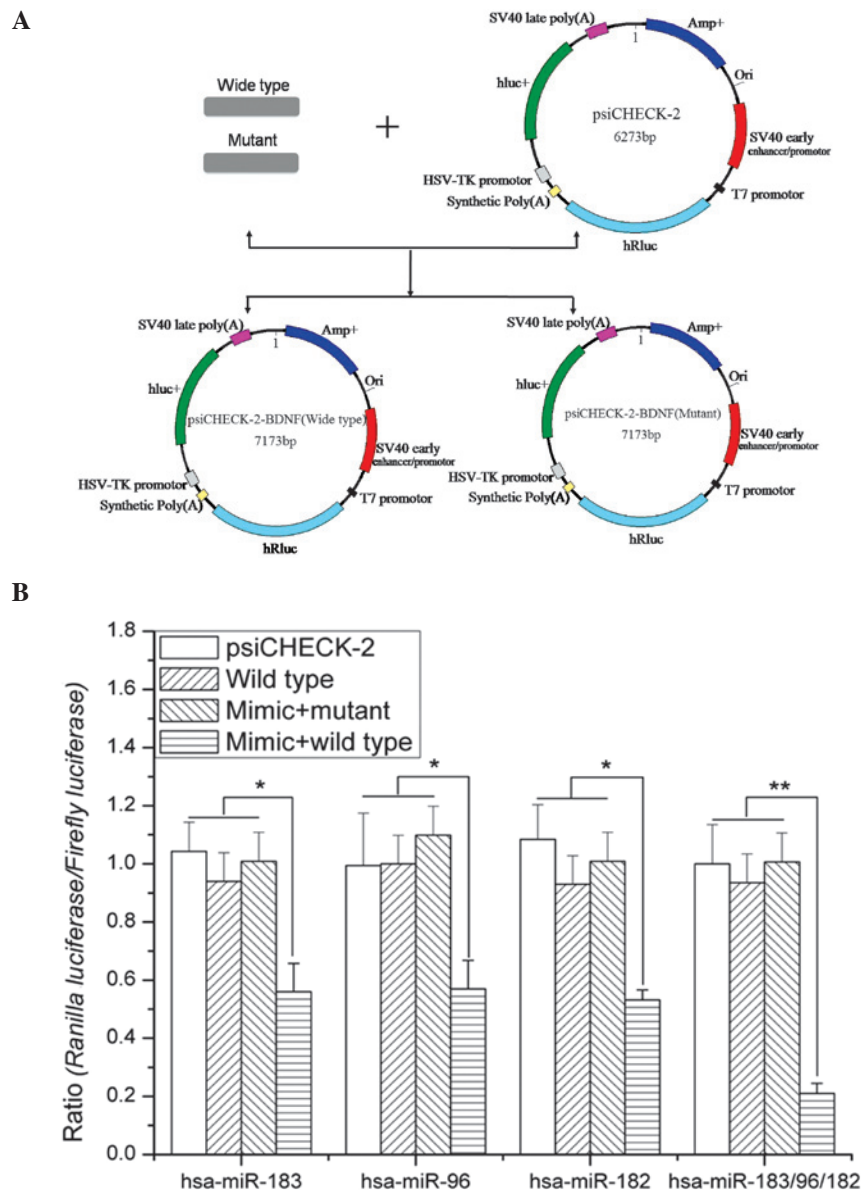 A
Wide type
Mutant
+
SV40 late poly(A)
1
Amp+
Ori
hluc+
psiCHECK-2
6273bp
SV40 early
enhancer/promotor
HSV-TK promotor
Synthetic Poly(A)
T7 promotor
hRluc
SV40 late poly(A)
1
Amp+
Ori
hluc+
psiCHECK-2-BDNF(Wide type)
7173bp
SV40 early
enhancer/promotor
HSV-TK promotor
Synthetic Poly(A)
T7 promotor
hRluc
SV40 late poly(A)
1
Amp+
Ori
hluc+
psiCHECK-2-BDNF(Mutant)
7173bp
SV40 early
enhancer/promotor
HSV-TK promotor
Synthetic Poly(A)
T7 promotor
hRluc
B
Ratio (Ranilla luciferase/Firefly luciferase)
1.8
1.6
1.4
1.2
1.0
0.8
0.6
0.4
0.2
0.0
psiCHECK-2
Wild type
Mimic+mutant
Mimic+wild type
*
*
*
**
hsa-miR-183
hsa-miR-96
hsa-miR-182
hsa-miR-183/96/182